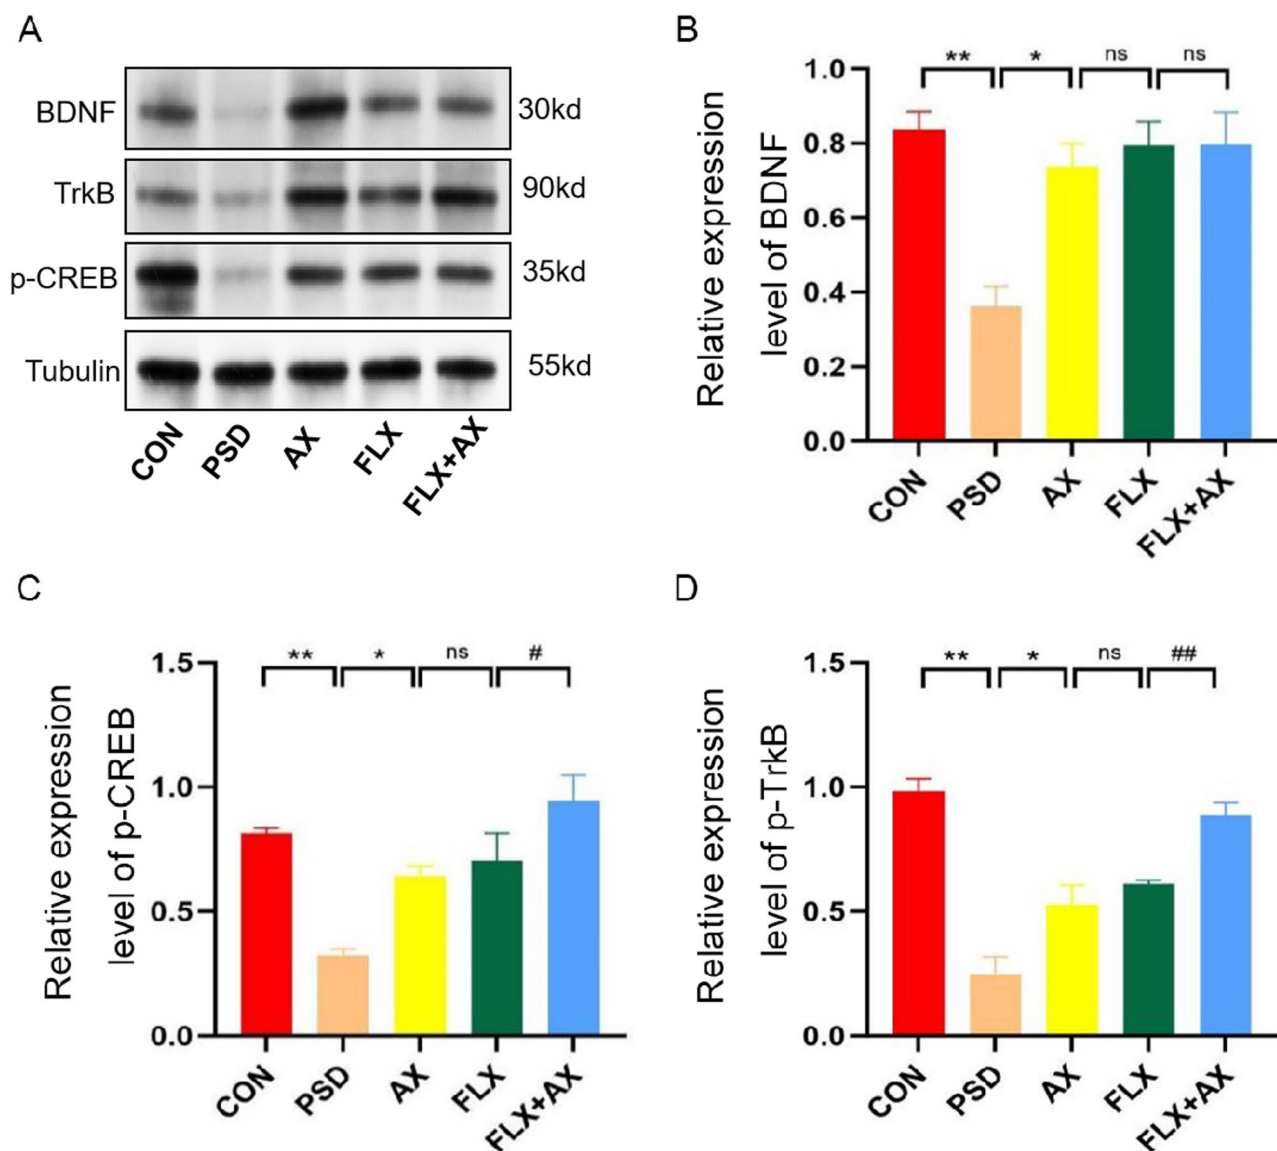 A
BDNF 30kd
TrkB 90kd
p-CREB 35kd
Tubulin 55kd
CON PSD AX FLX FLX+AX
B
Relative expression
level of BDNF
** * ns ns
1.0
0.8
0.6
0.4
0.2
0.0
CON PSD AX FLX FLX+AX
C
Relative expression
level of p-CREB
** * ns #
1.5
1.0
0.5
0.0
CON PSD AX FLX FLX+AX
D
Relative expression
level of p-TrkB
** * ns ##
1.5
1.0
0.5
0.0
CON PSD AX FLX FLX+AX